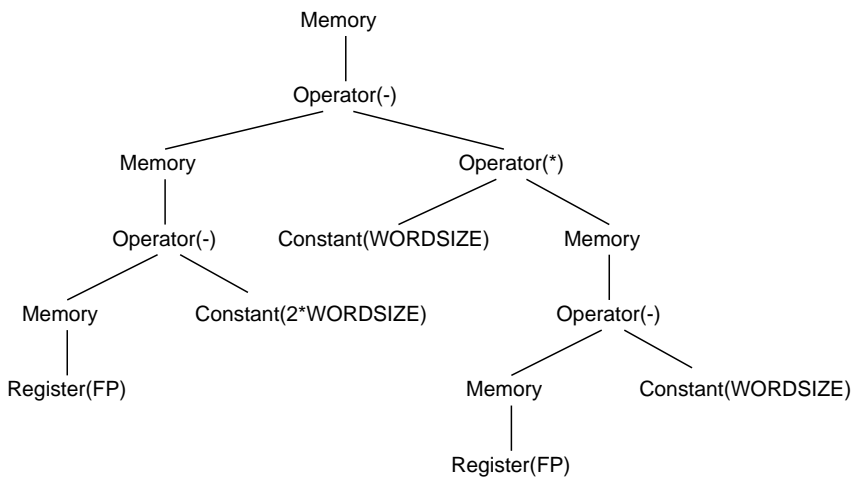 Memory
Operator(-)
Memory
Operator(*)
Operator(-)
Constant(WORDSIZE)
Memory
Memory
Constant(2*WORDSIZE)
Operator(-)
Register(FP)
Memory
Constant(WORDSIZE)
Register(FP)